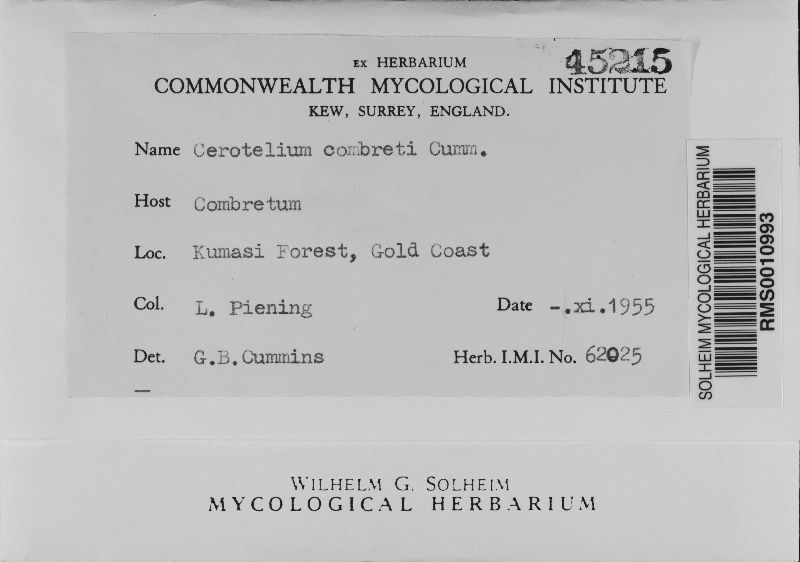 45215
EX HERBARIUM
COMMONWEALTH MYCOLOGICAL INSTITUTE
KEW, SURREY, ENGLAND.
Name Cerotelium combreti Cumm.
Host Combretum
Loc. Kumasi Forest, Gold Coast
Col. L. Piening Date -.xi.1955
Det. G.B.Cummins Herb. I.M.I. No. 62025
SOLHEIM MYCOLOGICAL HERBARIUM
RMS0010993
WILHELM G. SOLHEIM
MYCOLOGICAL HERBARIUM